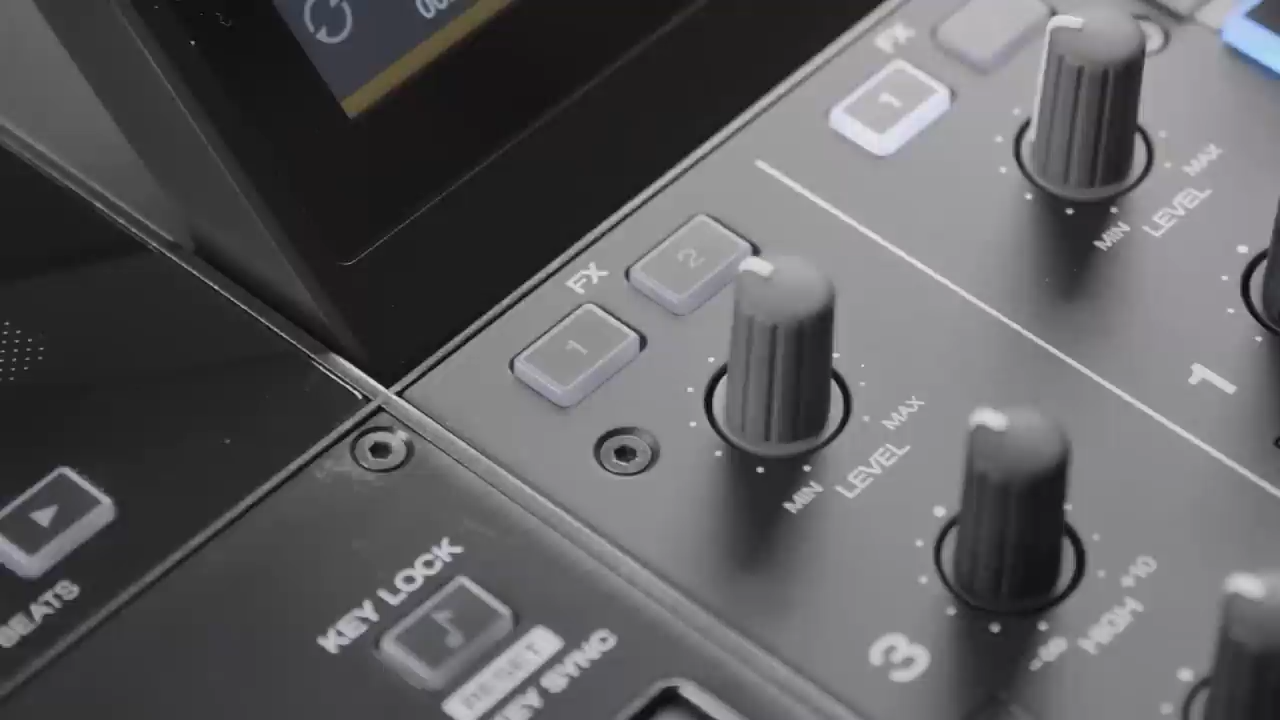 FX
1
MAX
LEVEL
MIN
FX
2
1
MAX
LEVEL
MIN
1
+10
HIGH
-∞
3
BEATS
KEY LOCK
RESET
KEY SYNC